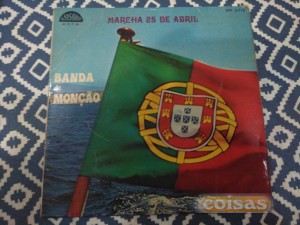 MARCHA 25 DE ABRIL
BANDA
MONÇÃO
coisas